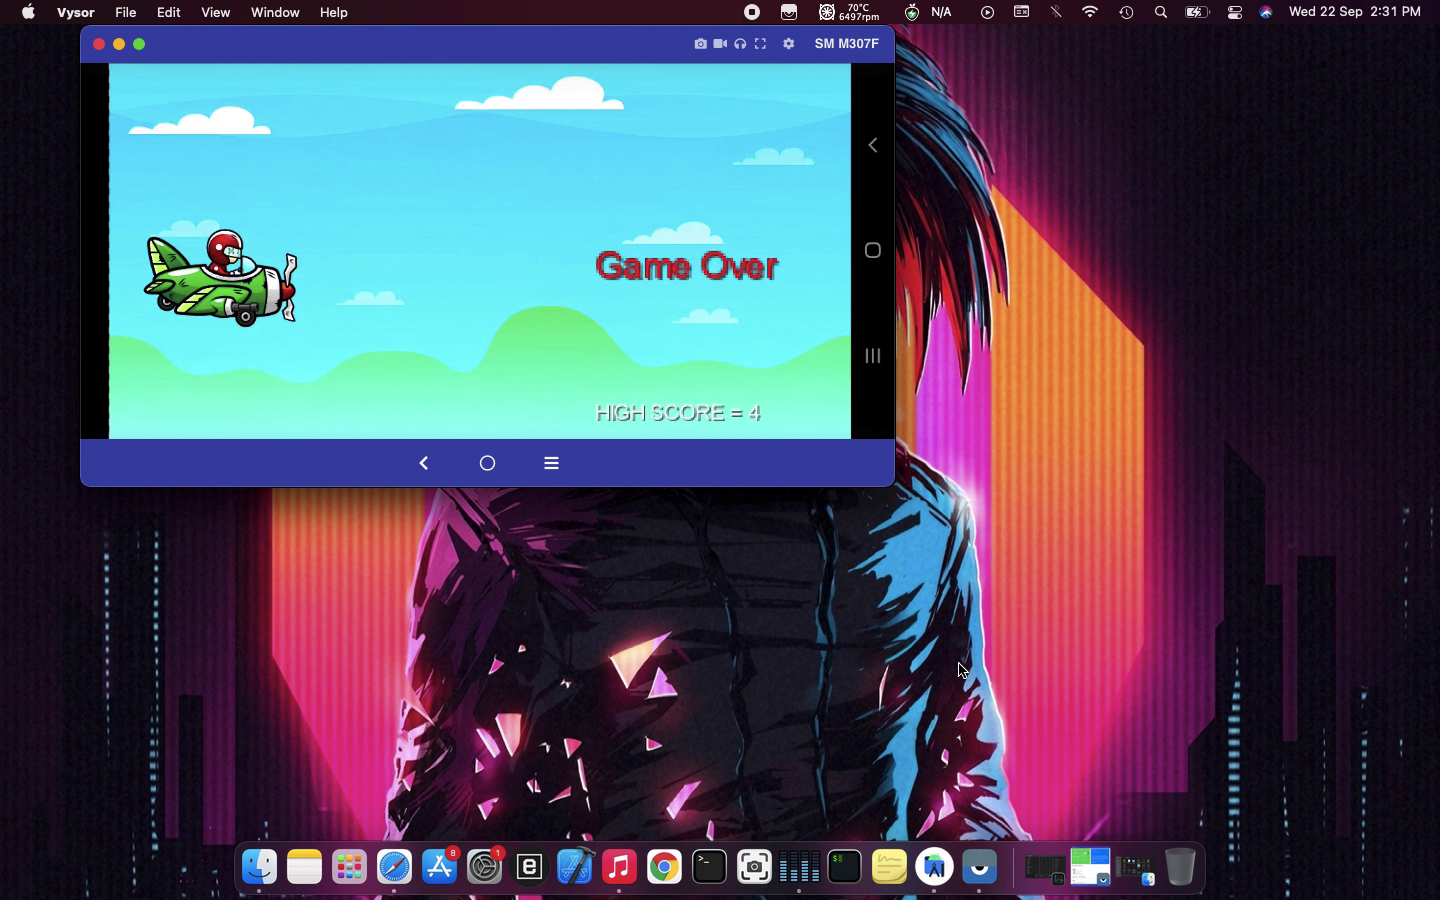 Vysor File Edit View Window Help 70°C N/A Wed 22 Sep 2:31 PM
6497rpm
SM M307F
Game Over
HIGH SCORE = 4
8
1